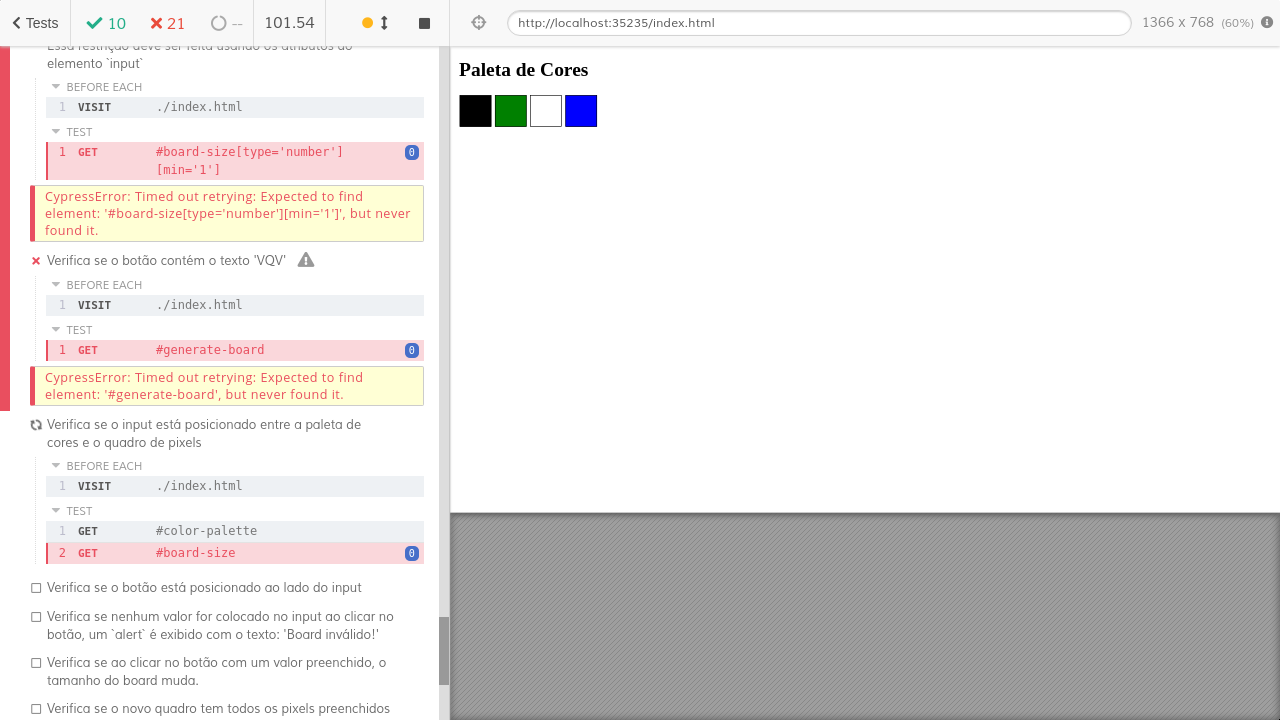 Tests 10 21 -- 101.54 http://localhost:35235/index.html 1366 x 768 (60%)
Essa restrição deve ser feita usando os atributos do
elemento `input`
BEFORE EACH
1 VISIT ./index.html
TEST
1 GET #board-size[type='number'] 0
[min='1']
CypressError: Timed out retrying: Expected to find
element: '#board-size[type='number'][min='1']', but never
found it.
Verifica se o botão contém o texto 'VQV'
BEFORE EACH
1 VISIT ./index.html
TEST
1 GET #generate-board 0
CypressError: Timed out retrying: Expected to find
element: '#generate-board', but never found it.
Verifica se o input está posicionado entre a paleta de
cores e o quadro de pixels
BEFORE EACH
1 VISIT ./index.html
TEST
1 GET #color-palette
2 GET #board-size 0
Verifica se o botão está posicionado ao lado do input
Verifica se nenhum valor for colocado no input ao clicar no
botão, um `alert` é exibido com o texto: 'Board inválido!'
Verifica se ao clicar no botão com um valor preenchido, o
tamanho do board muda.
Verifica se o novo quadro tem todos os pixels preenchidos
Paleta de Cores